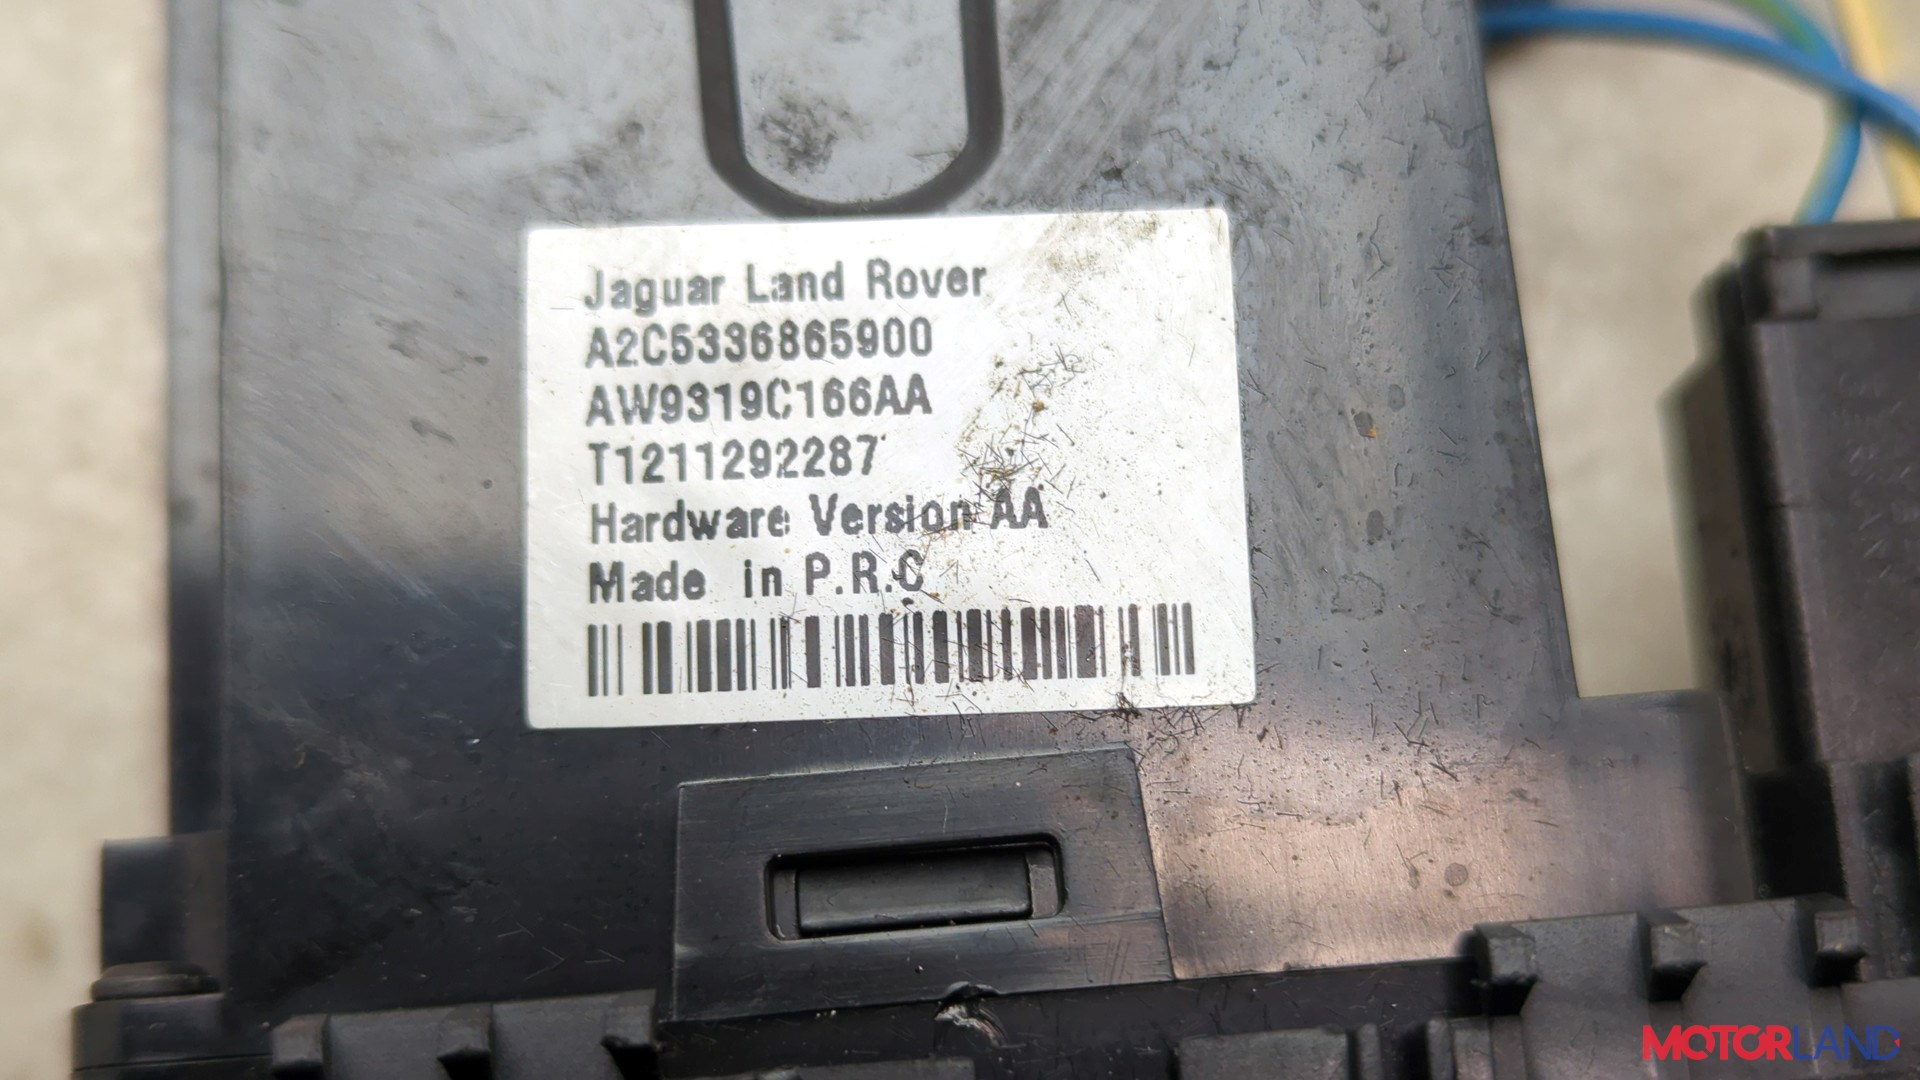 Jaguar Land Rover
A2C5336865900
AW9319C166AA
T1211292287
Hardware Version AA
Made in P.R.C
MOTORLAND